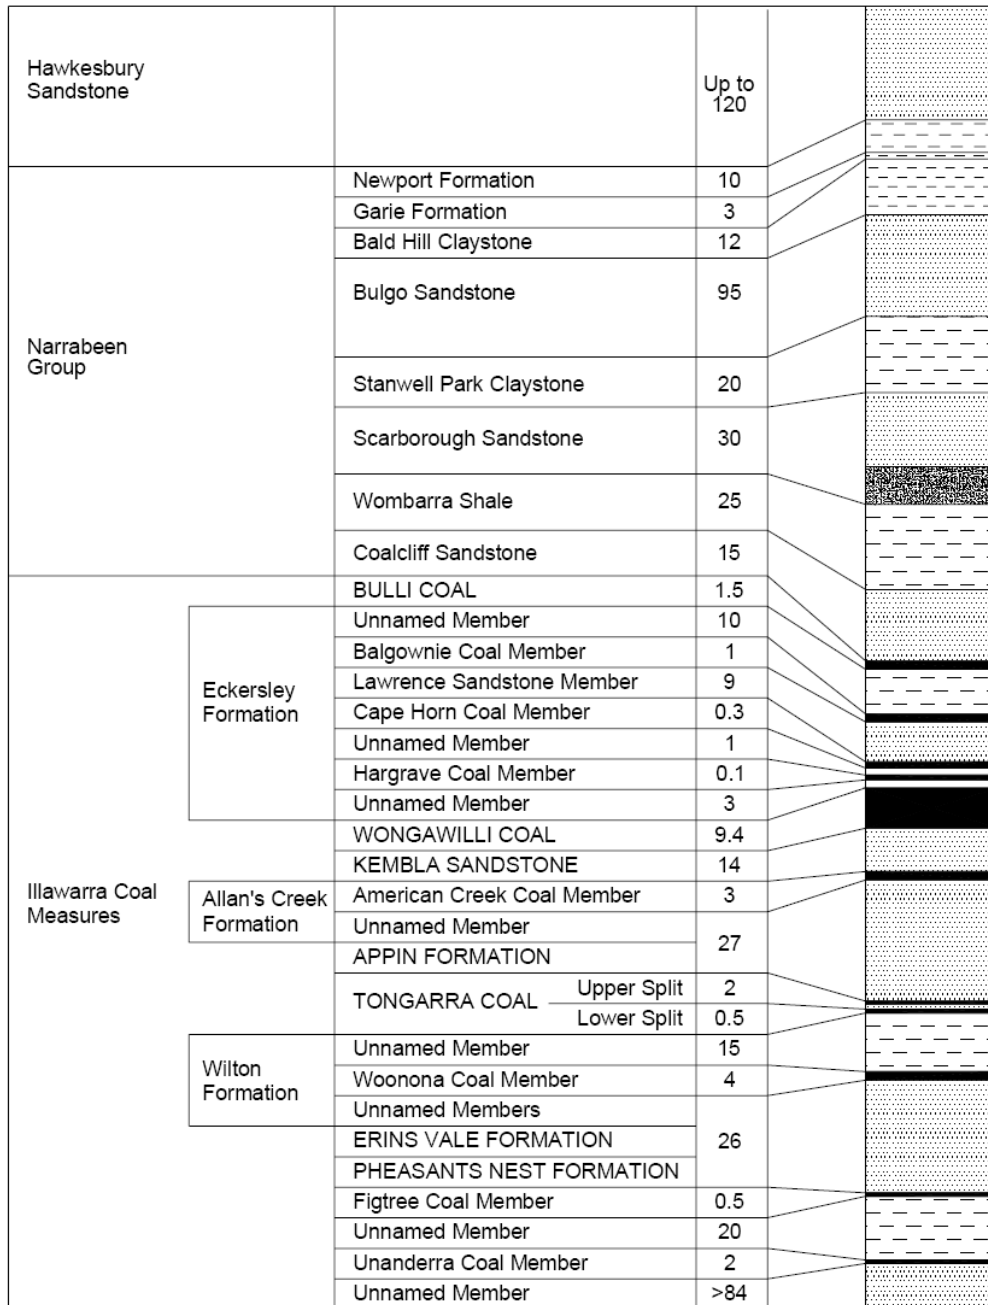 Hawkesbury
Sandstone
Up to
120
Narrabeen
Group
Newport Formation 10
Garie Formation 3
Bald Hill Claystone 12
Bulgo Sandstone 95
Stanwell Park Claystone 20
Scarborough Sandstone 30
Wombarra Shale 25
Coalcliff Sandstone 15
Illawarra Coal
Measures
BULLI COAL 1.5
Eckersley
Formation
Unnamed Member 10
Balgownie Coal Member 1
Lawrence Sandstone Member 9
Cape Horn Coal Member 0.3
Unnamed Member 1
Hargrave Coal Member 0.1
Unnamed Member 3
WONGAWILLI COAL 9.4
KEMBLA SANDSTONE 14
Allan's Creek
Formation
American Creek Coal Member 3
Unnamed Member
APPIN FORMATION
27
TONGARRA COAL
Upper Split 2
Lower Split 0.5
Wilton
Formation
Unnamed Member 15
Woonona Coal Member 4
Unnamed Members
ERINS VALE FORMATION
PHEASANTS NEST FORMATION
26
Figtree Coal Member 0.5
Unnamed Member 20
Unanderra Coal Member 2
Unnamed Member >84